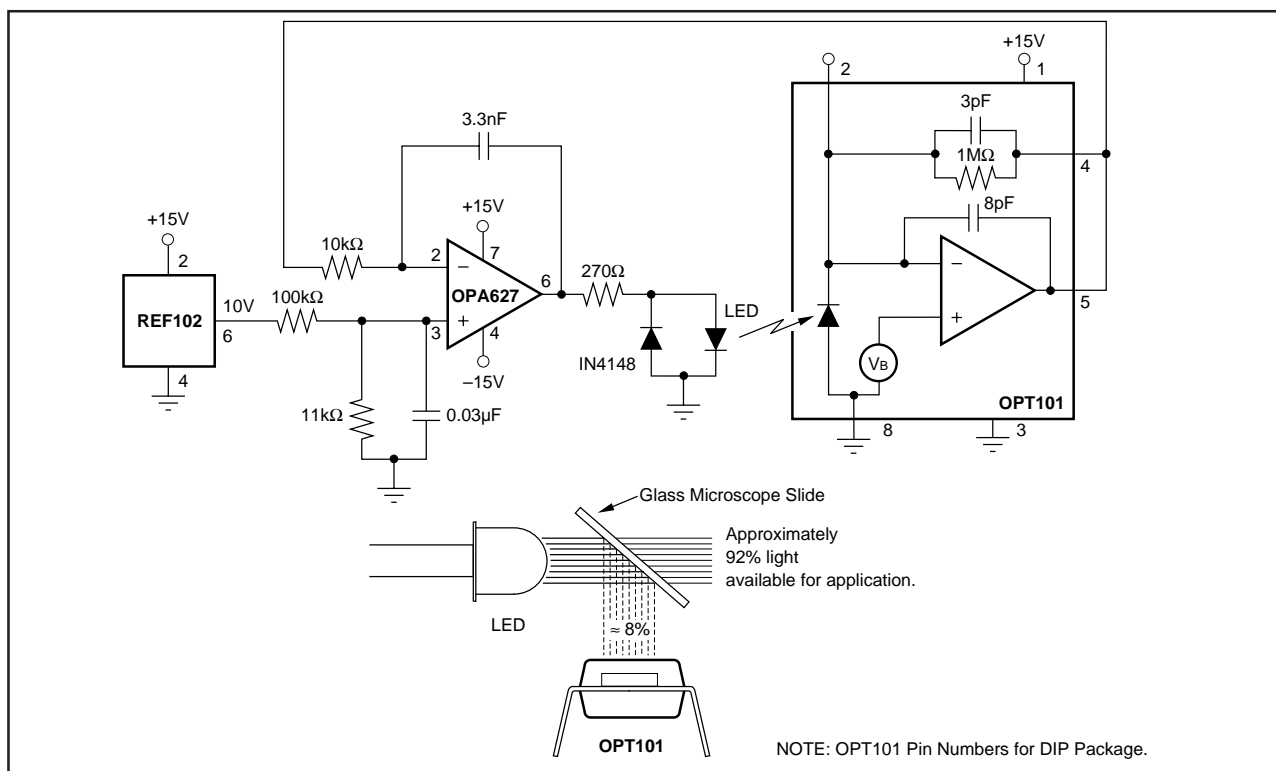 +15V
2
1
3pF
1MΩ
4
8pF
3.3nF
+15V
2
REF102
4
10V
6
100kΩ
10kΩ
+15V
7
2
–
OPA627
6
3
+
4
–15V
270Ω
LED
IN4148
11kΩ
0.03µF
–
+
5
VB
OPT101
8
3
Glass Microscope Slide
Approximately
92% light
available for application.
LED
≈ 8%
OPT101
NOTE: OPT101 Pin Numbers for DIP Package.